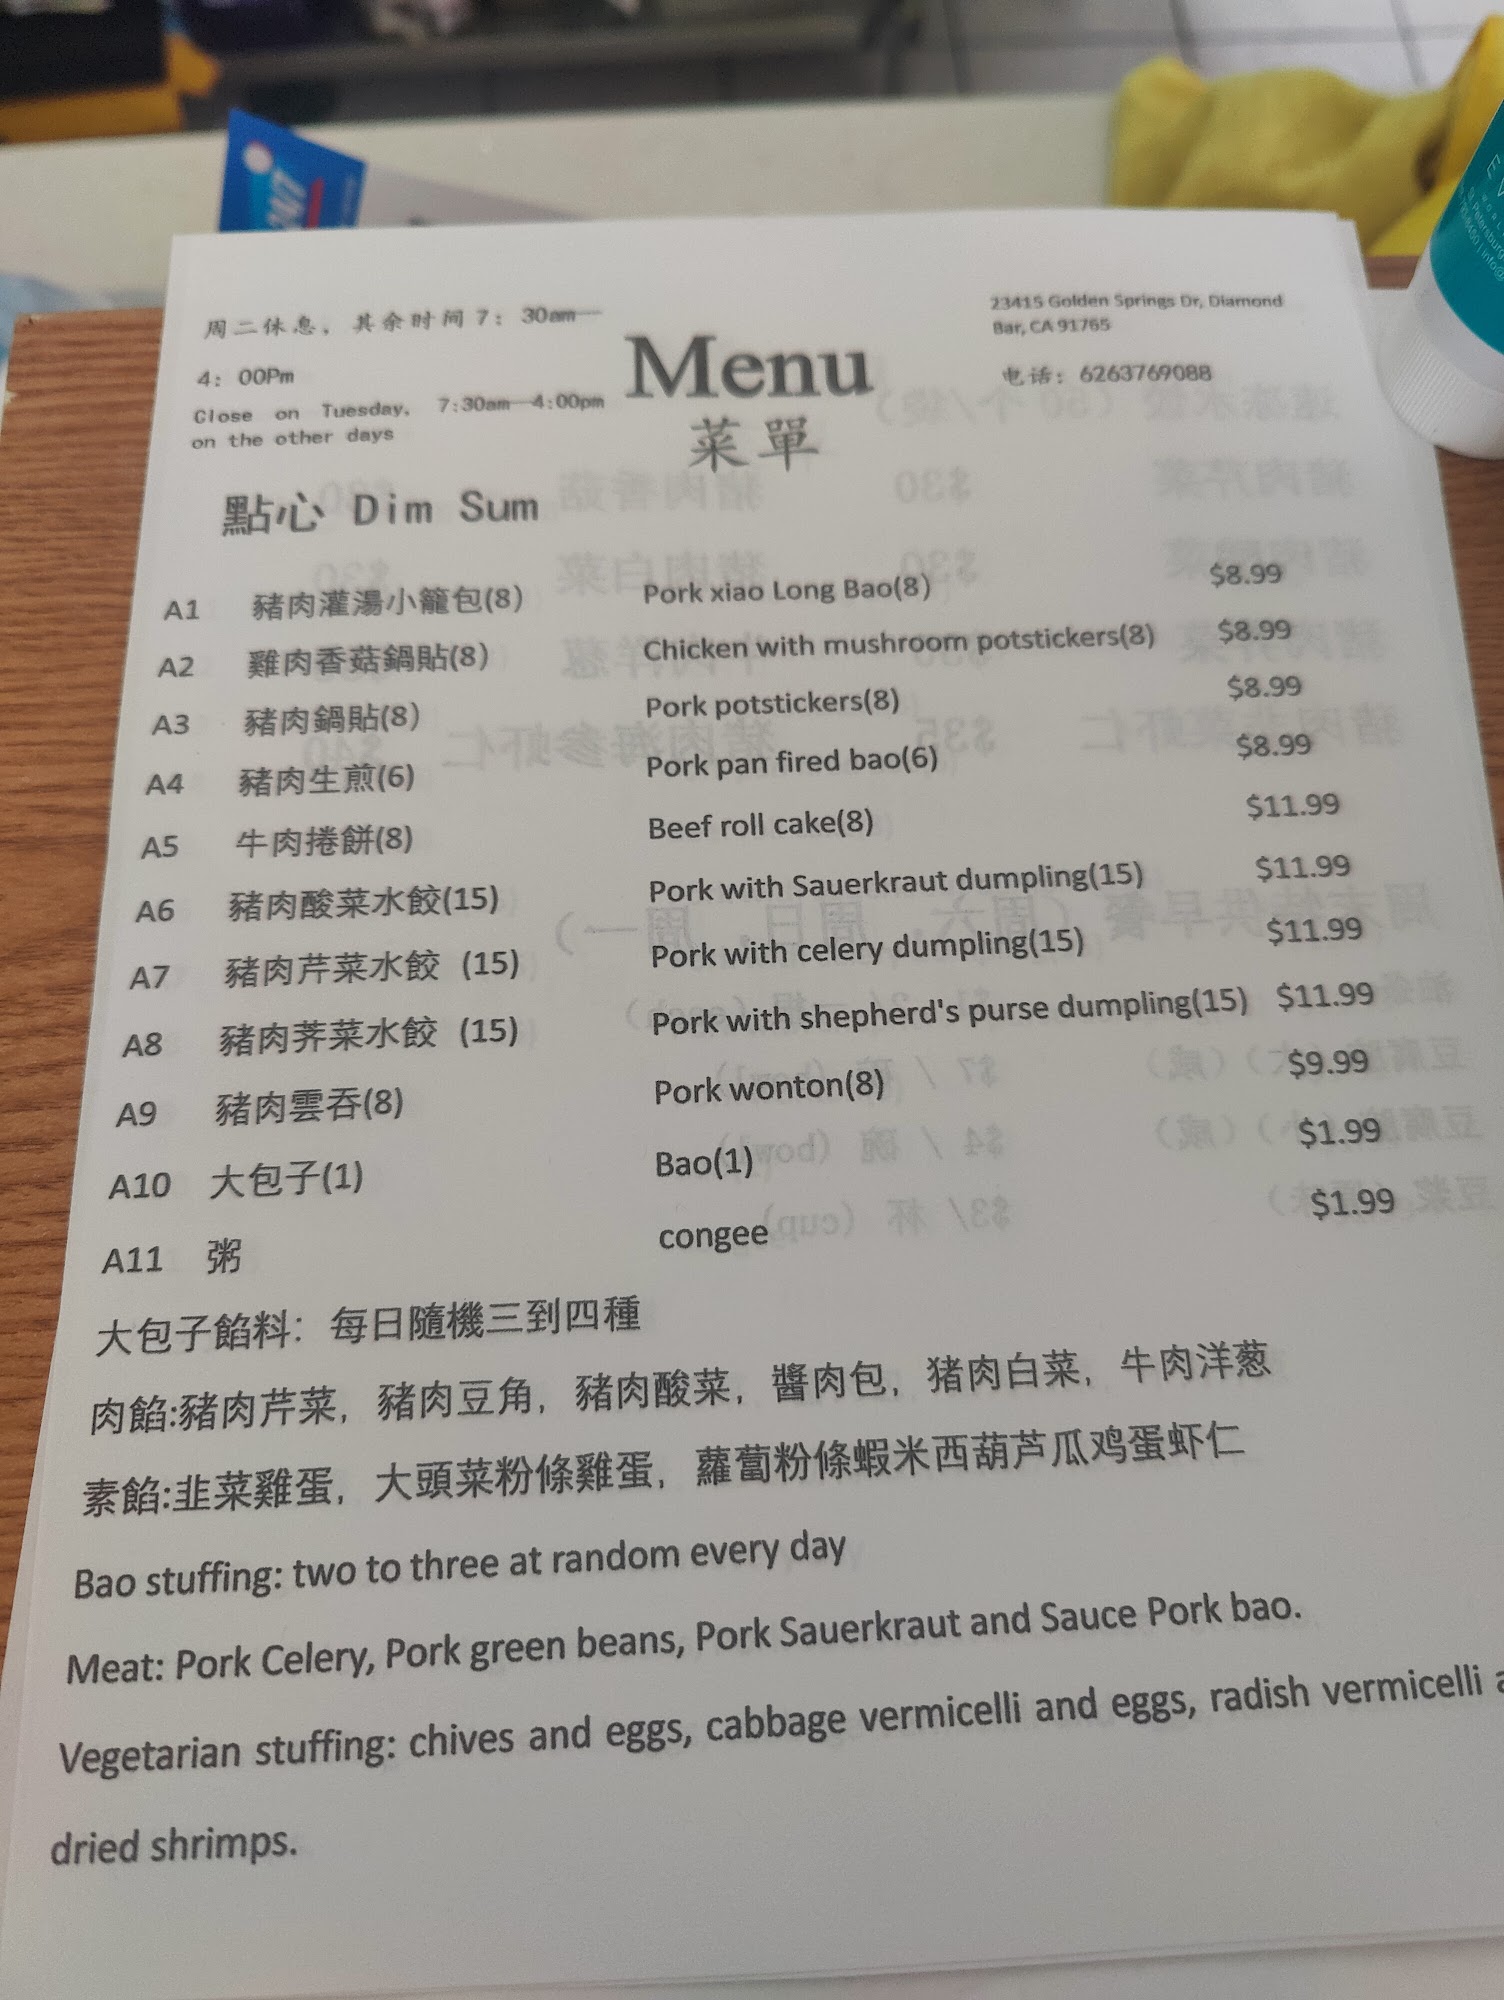 周二休息，其余时间 7：30am—
4：00Pm
Close on Tuesday, 7:30am—4:00pm
on the other days
Menu
菜單
23415 Golden Springs Dr, Diamond
Bar, CA 91765
电话：6263769088
點心 Dim Sum
A1 豬肉灌湯小籠包(8) Pork xiao Long Bao(8) $8.99
A2 雞肉香菇鍋貼(8) Chicken with mushroom potstickers(8) $8.99
A3 豬肉鍋貼(8) Pork potstickers(8) $8.99
A4 豬肉生煎(6) Pork pan fired bao(6) $8.99
A5 牛肉捲餅(8) Beef roll cake(8) $11.99
A6 豬肉酸菜水餃(15) Pork with Sauerkraut dumpling(15) $11.99
A7 豬肉芹菜水餃 (15) Pork with celery dumpling(15) $11.99
A8 豬肉荠菜水餃 (15) Pork with shepherd's purse dumpling(15) $11.99
A9 豬肉雲吞(8) Pork wonton(8) $9.99
A10 大包子(1) Bao(1) $1.99
A11 粥 congee $1.99
大包子餡料：每日隨機三到四種
肉餡:豬肉芹菜，豬肉豆角，豬肉酸菜，醬肉包，猪肉白菜，牛肉洋葱
素餡:韭菜雞蛋，大頭菜粉條雞蛋，蘿蔔粉條蝦米西葫芦瓜鸡蛋虾仁
Bao stuffing: two to three at random every day
Meat: Pork Celery, Pork green beans, Pork Sauerkraut and Sauce Pork bao.
Vegetarian stuffing: chives and eggs, cabbage vermicelli and eggs, radish vermicelli
dried shrimps.